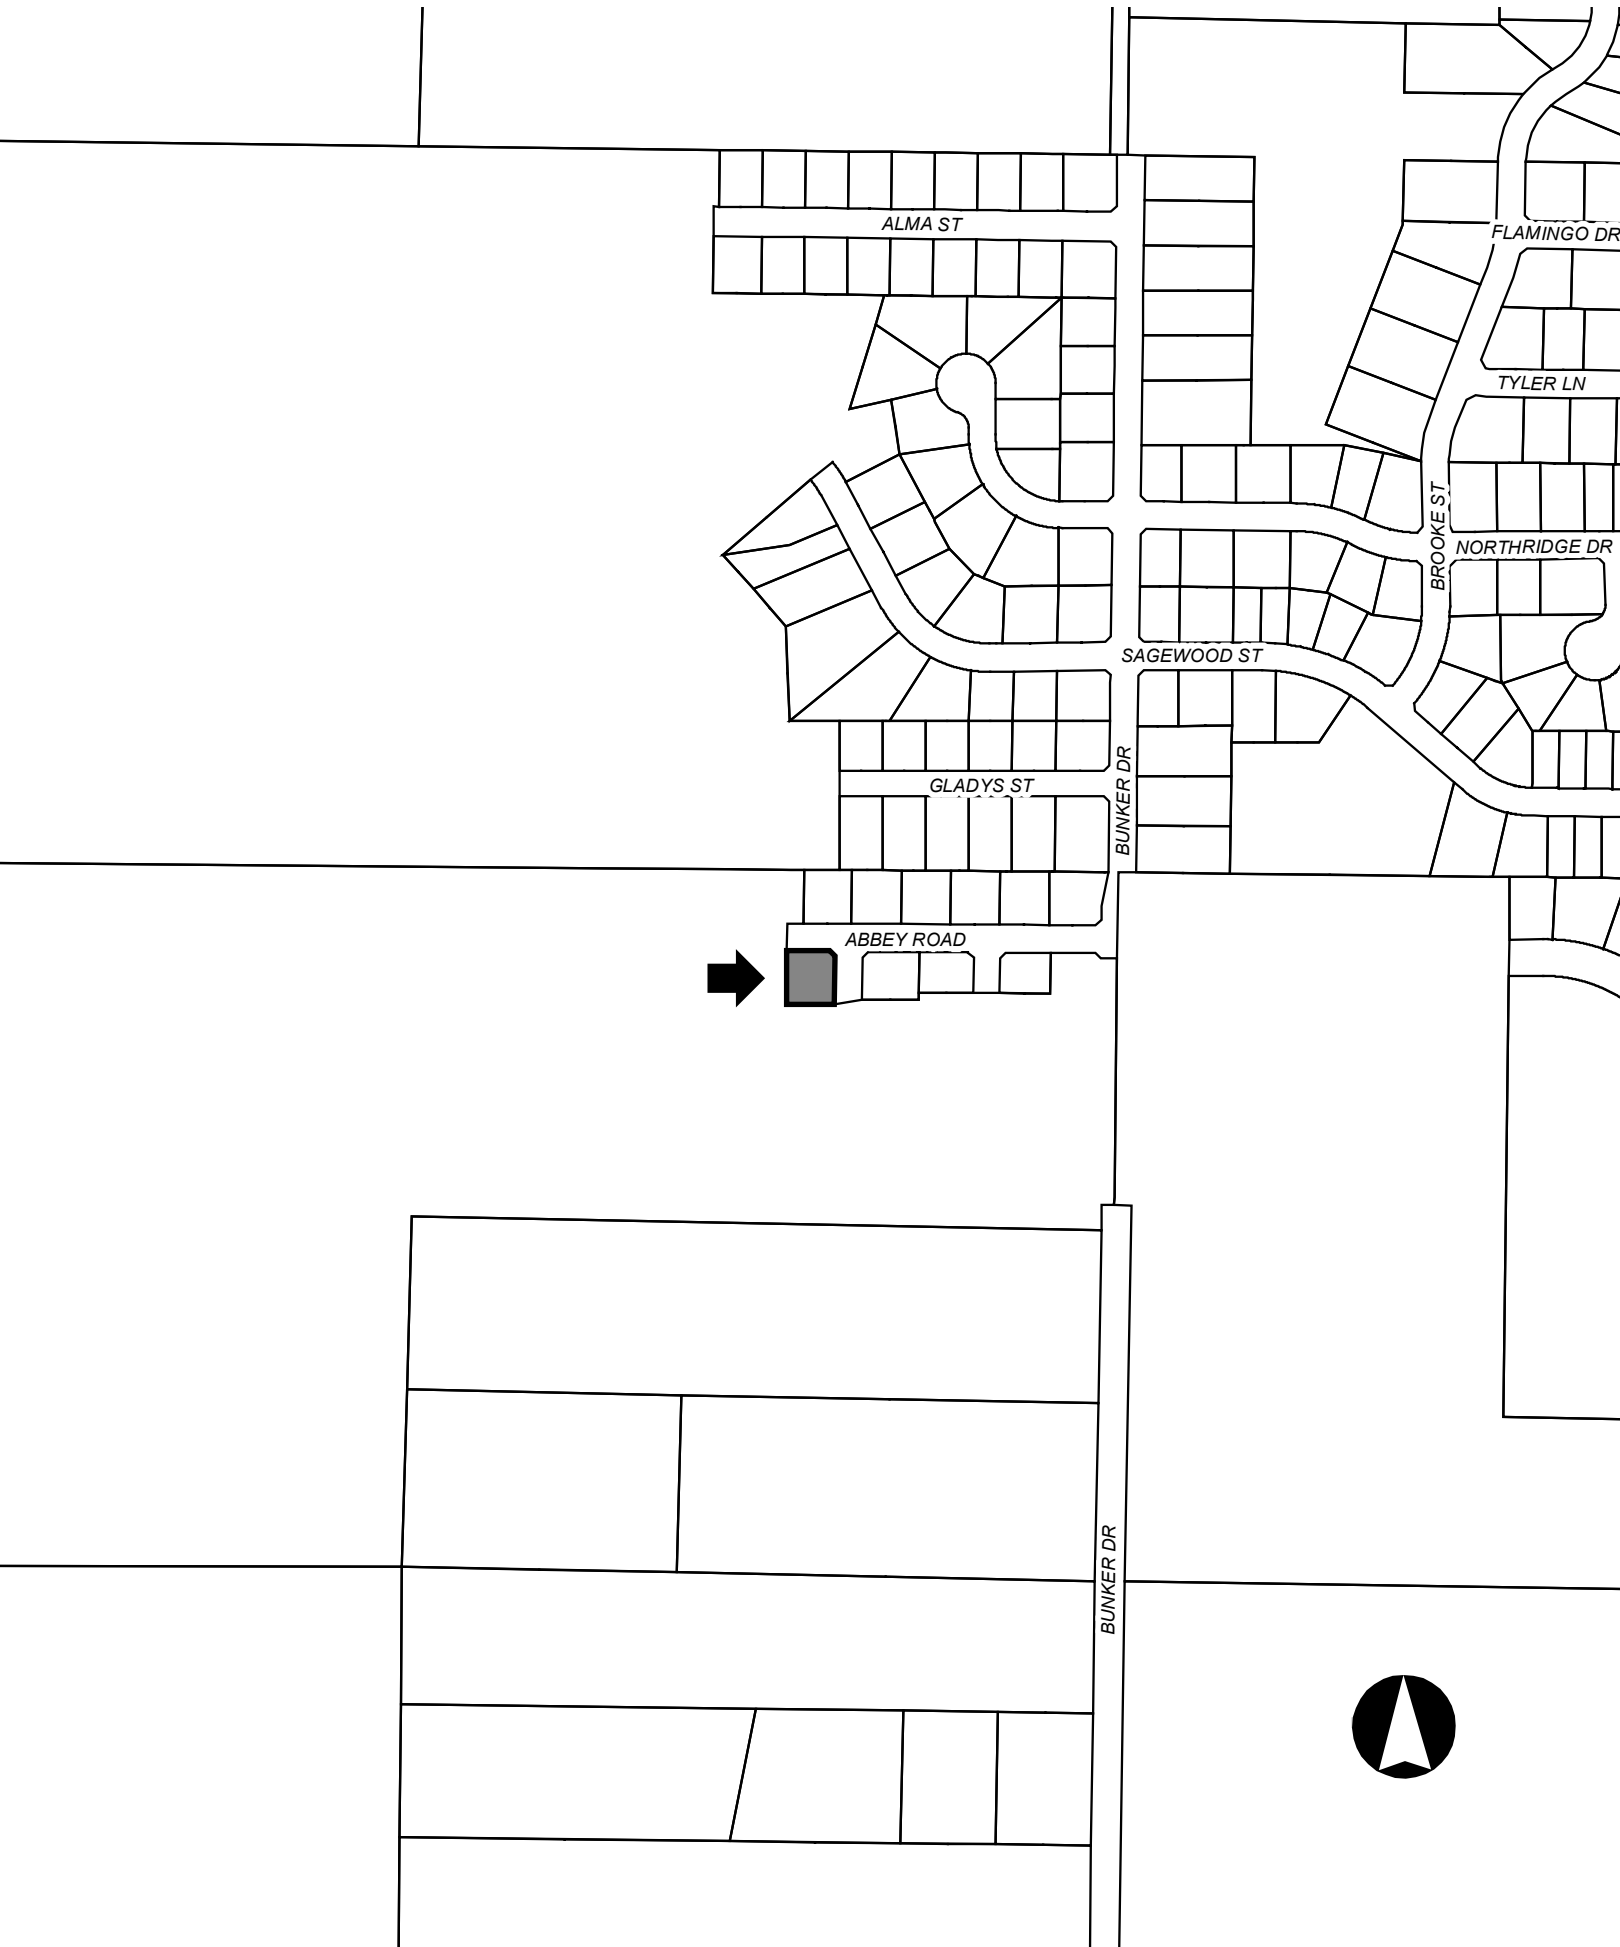 ALMA ST
FLAMINGO DR
TYLER LN
BROOKE ST
NORTHRIDGE DR
SAGEWOOD ST
BUNKER DR
GLADYS ST
ABBEY ROAD
BUNKER DR